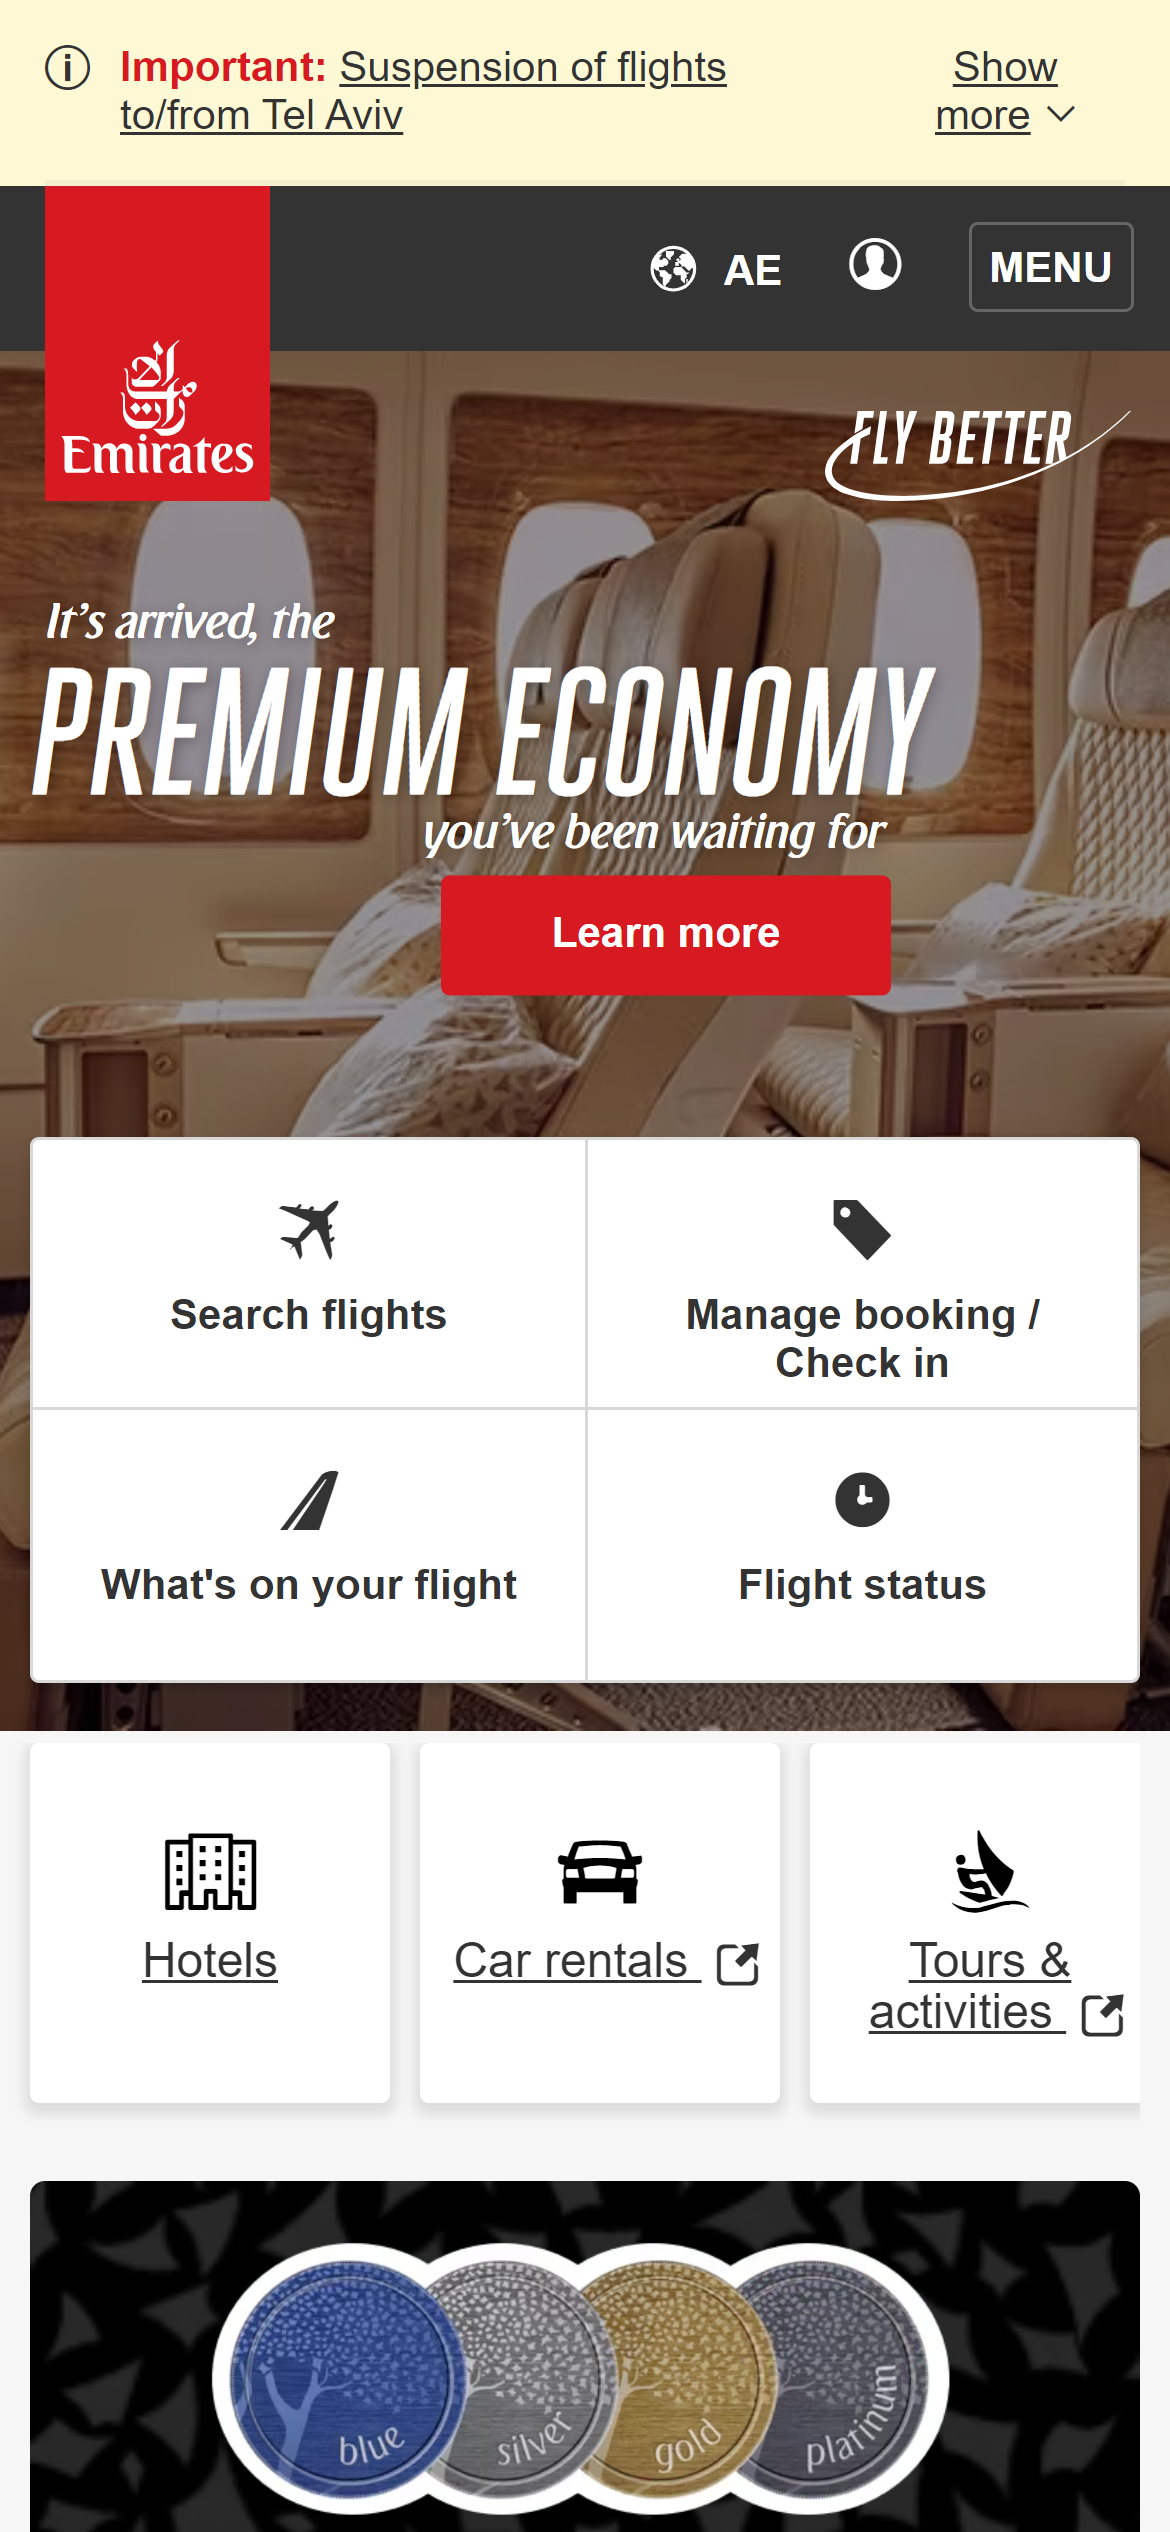 Important: Suspension of flights
to/from Tel Aviv
Show
more
AE
MENU
Emirates
FLY BETTER
It's arrived, the
PREMIUM ECONOMY
you've been waiting for
Learn more
Search flights
Manage booking /
Check in
What's on your flight
Flight status
Hotels
Car rentals
Tours &
activities
blue
silver
gold
platinum